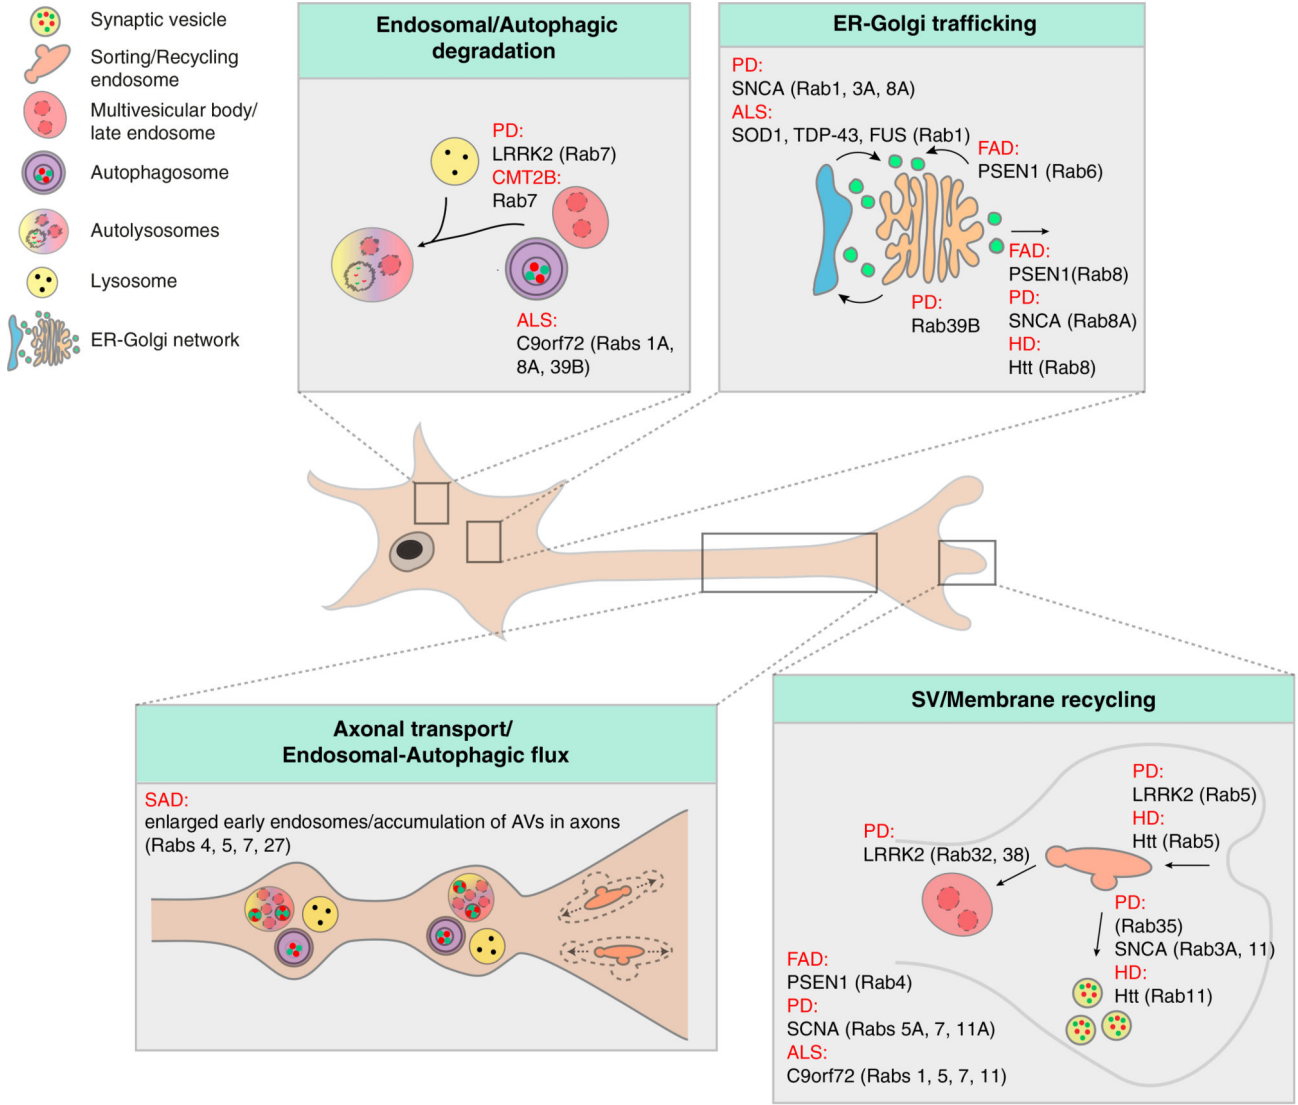 Synaptic vesicle
Sorting/Recycling
endosome
Multivesicular body/
late endosome
Autophagosome
Autolysosomes
Lysosome
ER-Golgi network
Endosomal/Autophagic
degradation
PD:
LRRK2 (Rab7)
CMT2B:
Rab7
ALS:
C9orf72 (Rabs 1A,
8A, 39B)
ER-Golgi trafficking
PD:
SNCA (Rab1, 3A, 8A)
ALS:
SOD1, TDP-43, FUS (Rab1)
FAD:
PSEN1 (Rab6)
FAD:
PSEN1(Rab8)
PD:
SNCA (Rab8A)
HD:
Htt (Rab8)
PD:
Rab39B
Axonal transport/
Endosomal-Autophagic flux
SAD:
enlarged early endosomes/accumulation of AVs in axons
(Rabs 4, 5, 7, 27)
SV/Membrane recycling
PD:
LRRK2 (Rab5)
HD:
Htt (Rab5)
PD:
LRRK2 (Rab32, 38)
PD:
(Rab35)
SNCA (Rab3A, 11)
HD:
Htt (Rab11)
FAD:
PSEN1 (Rab4)
PD:
SCNA (Rabs 5A, 7, 11A)
ALS:
C9orf72 (Rabs 1, 5, 7, 11)